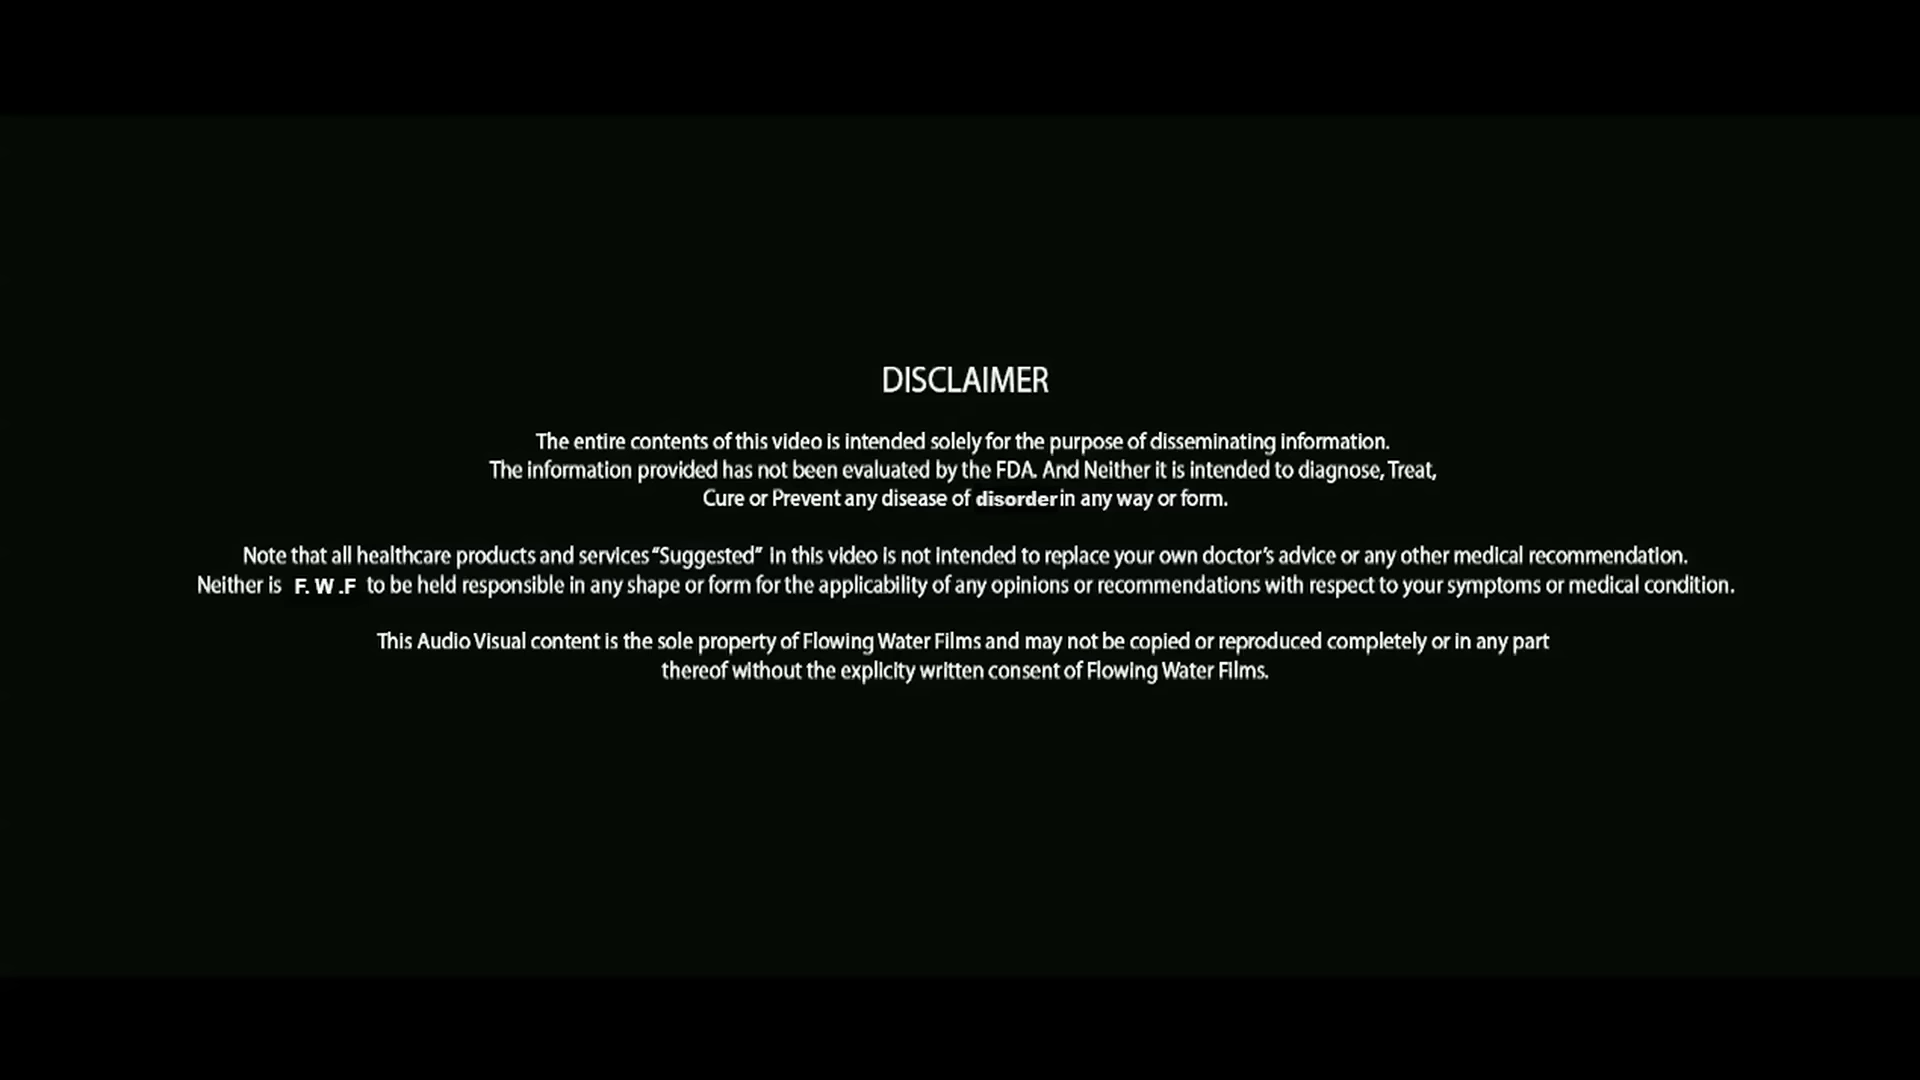 DISCLAIMER
The entire contents of this video is intended solely for the purpose of disseminating information.
The information provided has not been evaluated by the FDA. And Neither it is intended to diagnose, Treat,
Cure or Prevent any disease of disorder in any way or form.
Note that all healthcare products and services “Suggested” in this video is not intended to replace your own doctor’s advice or any other medical recommendation.
Neither is F. W .F to be held responsible in any shape or form for the applicability of any opinions or recommendations with respect to your symptoms or medical condition.
This Audio Visual content is the sole property of Flowing Water Films and may not be copied or reproduced completely or in any part
thereof without the explicity written consent of Flowing Water Films.